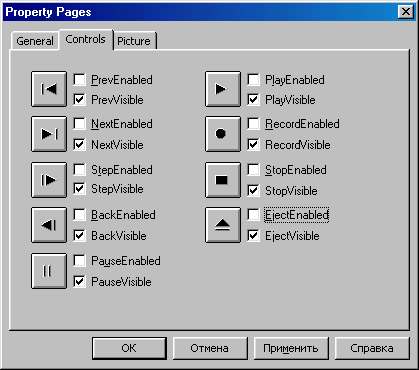 Property Pages
General Controls Picture
PrevEnabled
PrevVisible
NextEnabled
NextVisible
StepEnabled
StepVisible
BackEnabled
BackVisible
PauseEnabled
PauseVisible
PlayEnabled
PlayVisible
RecordEnabled
RecordVisible
StopEnabled
StopVisible
EjectEnabled
EjectVisible
OK Отмена Применить Справка